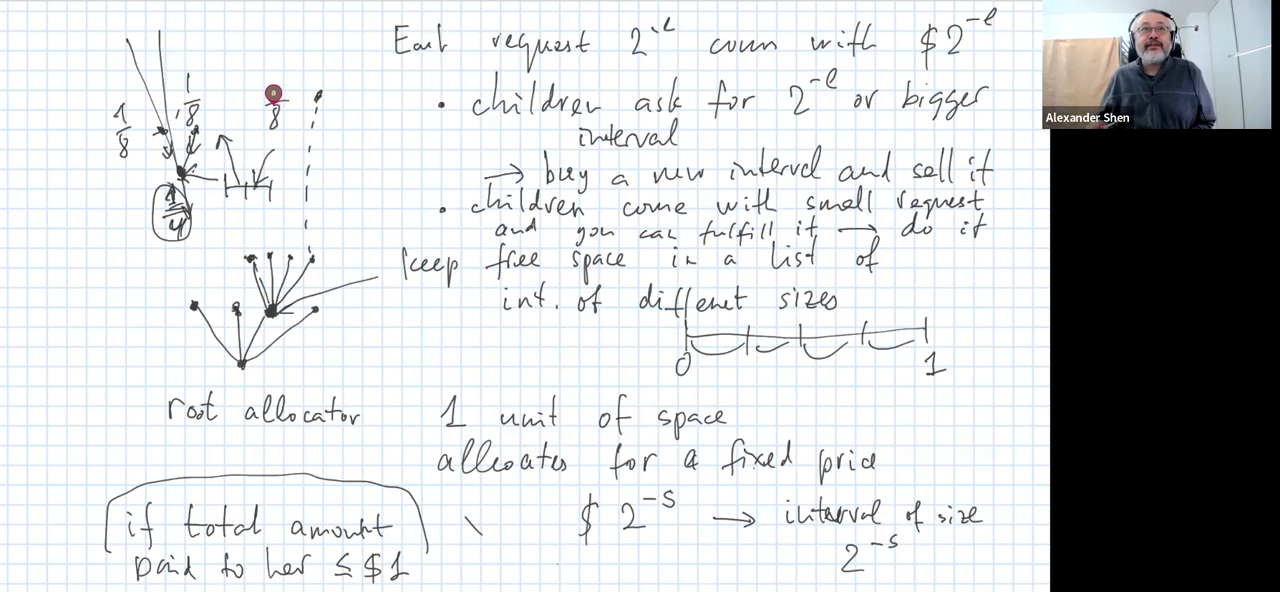 Each request 2^-l comes with $2^-l
• children ask for 2^-l or bigger
interval
→ buy a new interval and sell it
• children come with small request
and you can fulfill it → do it
keep free space in a list of
int. of different sizes
1/8
1/8
8
1/4
0 1
root allocator
1 unit of space
allocates for a fixed price
if total amount
paid to her ≤ $1
$ 2^-s → interval of size
2^-s
Alexander Shen